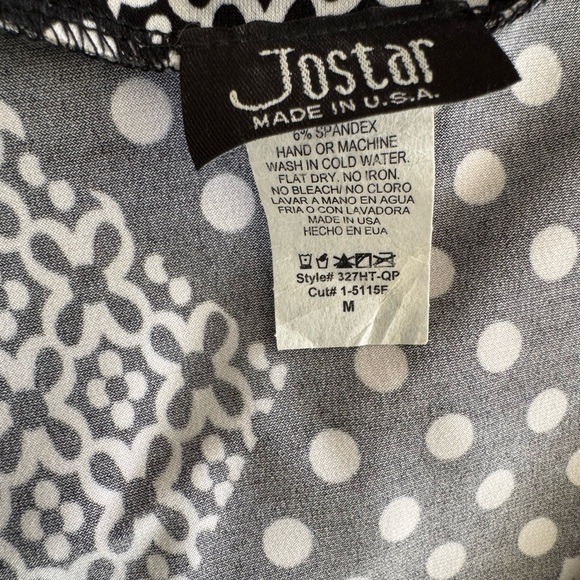 Jostar
MADE IN U.S.A.
6% SPANDEX
HAND OR MACHINE
WASH IN COLD WATER.
FLAT DRY. NO IRON.
NO BLEACH/ NO CLORO
LAVAR A MANO EN AGUA
FRIA O CON LAVADORA
MADE IN USA
HECHO EN EUA
Style# 327HT-QP
Cut# 1-5115F
M